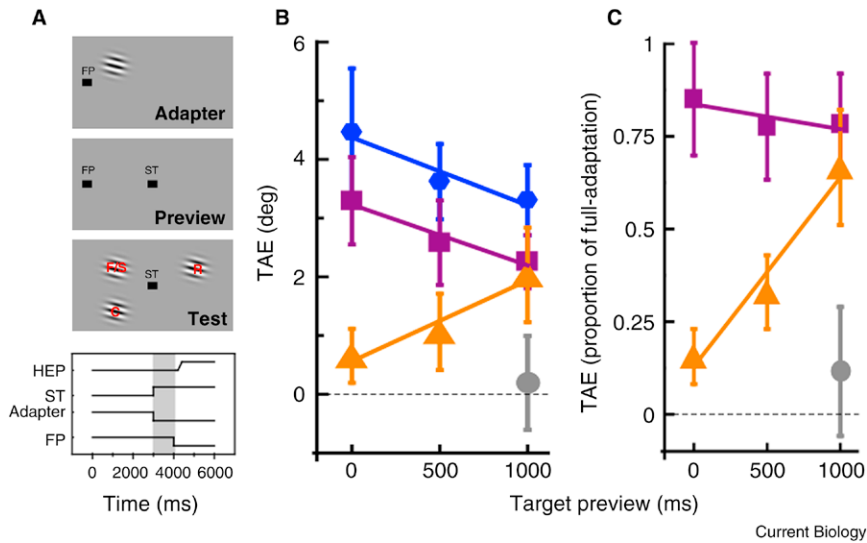 A
FP
Adapter
FP
ST
Preview
F/S
ST
R
C
Test
HEP
ST
Adapter
FP
0 2000 4000 6000
Time (ms)
B
TAE (deg)
6
4
2
0
0 500 1000
C
TAE (proportion of full-adaptation)
1
0.75
0.5
0.25
0
0 500 1000
Target preview (ms)
Current Biology